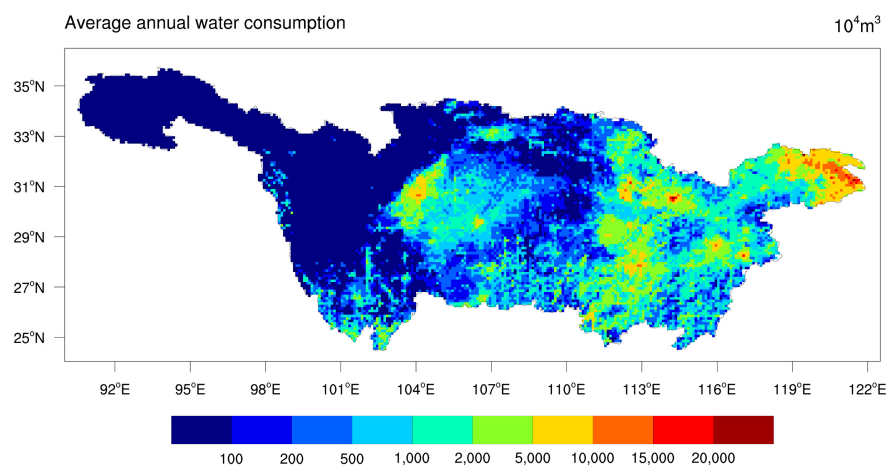 Average annual water consumption 10⁴m³
35°N
33°N
31°N
29°N
27°N
25°N
92°E 95°E 98°E 101°E 104°E 107°E 110°E 113°E 116°E 119°E 122°E
100 200 500 1,000 2,000 5,000 10,000 15,000 20,000